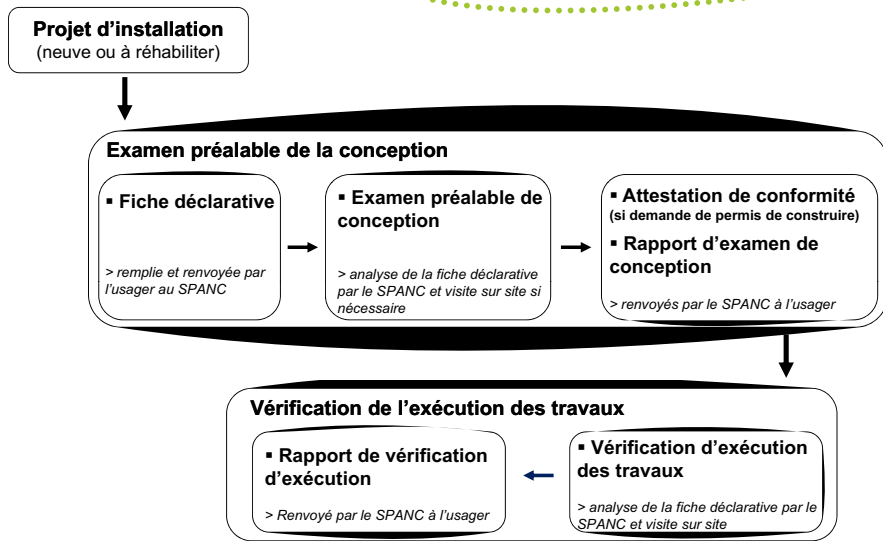 Projet d’installation
(neuve ou à réhabiliter)
Examen préalable de la conception
▪ Fiche déclarative
> remplie et renvoyée par
l’usager au SPANC
▪ Examen préalable de
conception
> analyse de la fiche déclarative
par le SPANC et visite sur site si
nécessaire
▪ Attestation de conformité
(si demande de permis de construire)
▪ Rapport d’examen de
conception
> renvoyés par le SPANC à l’usager
Vérification de l’exécution des travaux
▪ Vérification d’exécution
des travaux
> analyse de la fiche déclarative par le
SPANC et visite sur site
▪ Rapport de vérification
d’exécution
> Renvoyé par le SPANC à l’usager